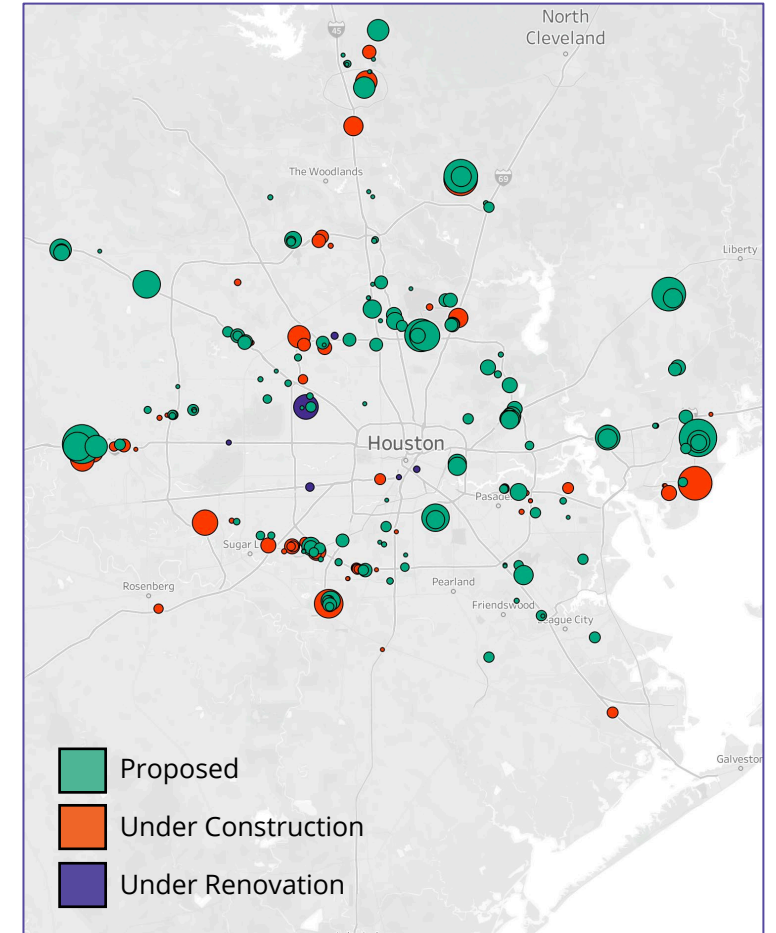 North
Cleveland
45
The Woodlands
69
Liberty
Houston
Pasade
Sugar L
Rosenberg
Pearland
Friendswood
eague City
Galveston
Proposed
Under Construction
Under Renovation